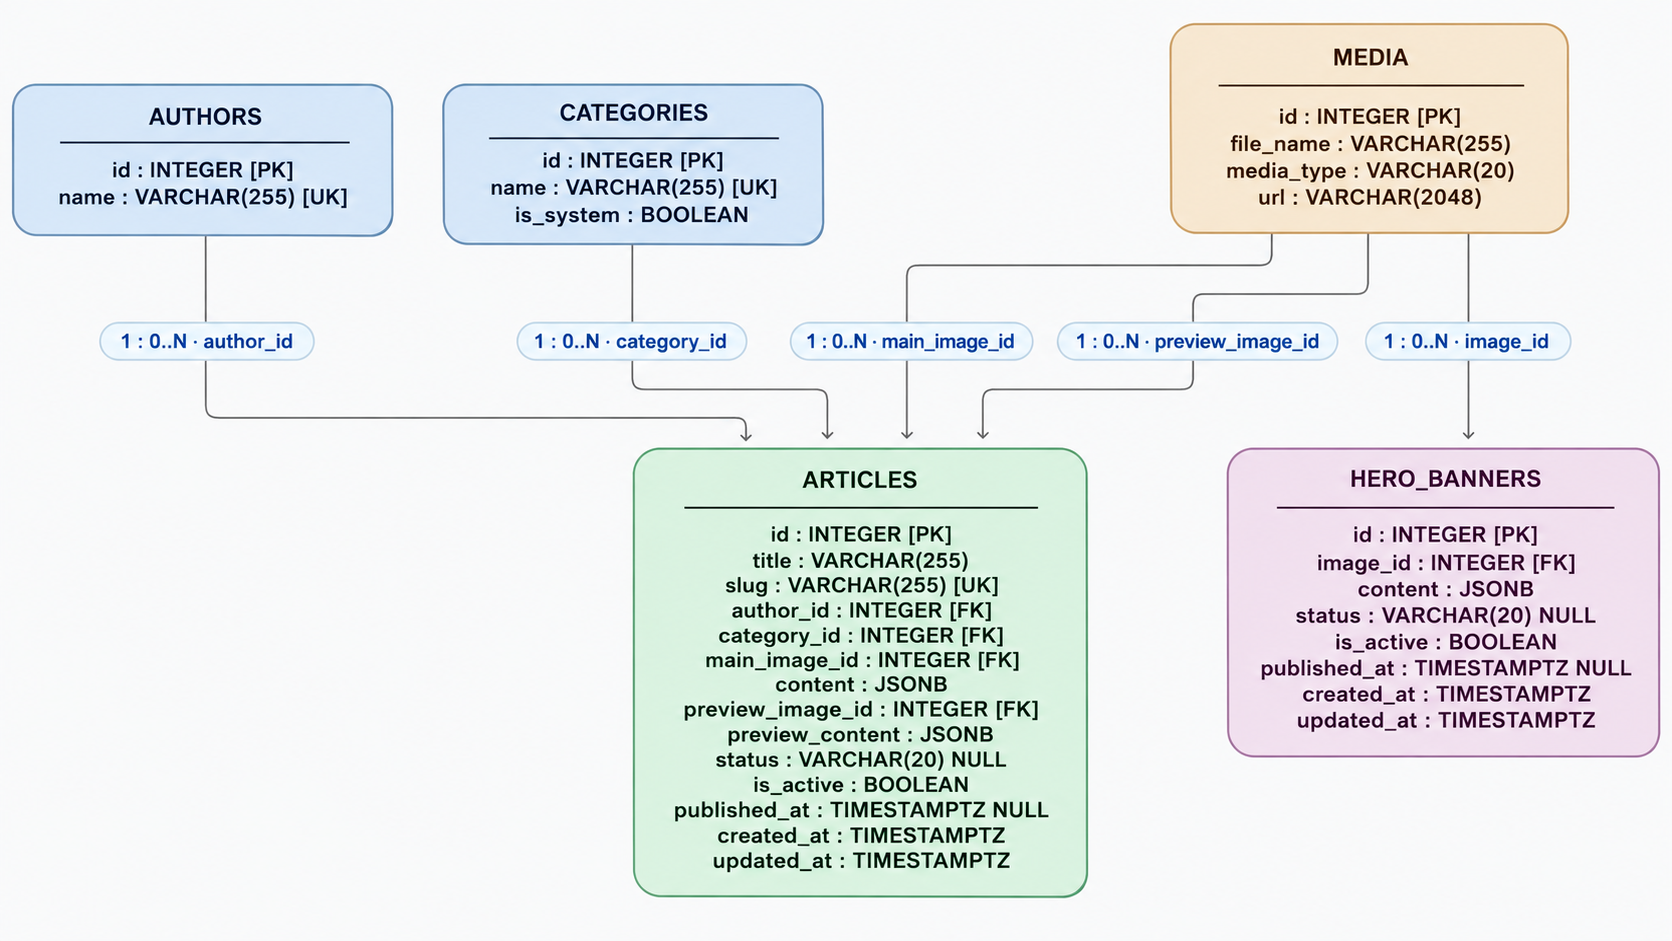 AUTHORS
id : INTEGER [PK]
name : VARCHAR(255) [UK]
CATEGORIES
id : INTEGER [PK]
name : VARCHAR(255) [UK]
is_system : BOOLEAN
MEDIA
id : INTEGER [PK]
file_name : VARCHAR(255)
media_type : VARCHAR(20)
url : VARCHAR(2048)
1 : 0..N · author_id
1 : 0..N · category_id
1 : 0..N · main_image_id
1 : 0..N · preview_image_id
1 : 0..N · image_id
ARTICLES
id : INTEGER [PK]
title : VARCHAR(255)
slug : VARCHAR(255) [UK]
author_id : INTEGER [FK]
category_id : INTEGER [FK]
main_image_id : INTEGER [FK]
content : JSONB
preview_image_id : INTEGER [FK]
preview_content : JSONB
status : VARCHAR(20) NULL
is_active : BOOLEAN
published_at : TIMESTAMPTZ NULL
created_at : TIMESTAMPTZ
updated_at : TIMESTAMPTZ
HERO_BANNERS
id : INTEGER [PK]
image_id : INTEGER [FK]
content : JSONB
status : VARCHAR(20) NULL
is_active : BOOLEAN
published_at : TIMESTAMPTZ NULL
created_at : TIMESTAMPTZ
updated_at : TIMESTAMPTZ